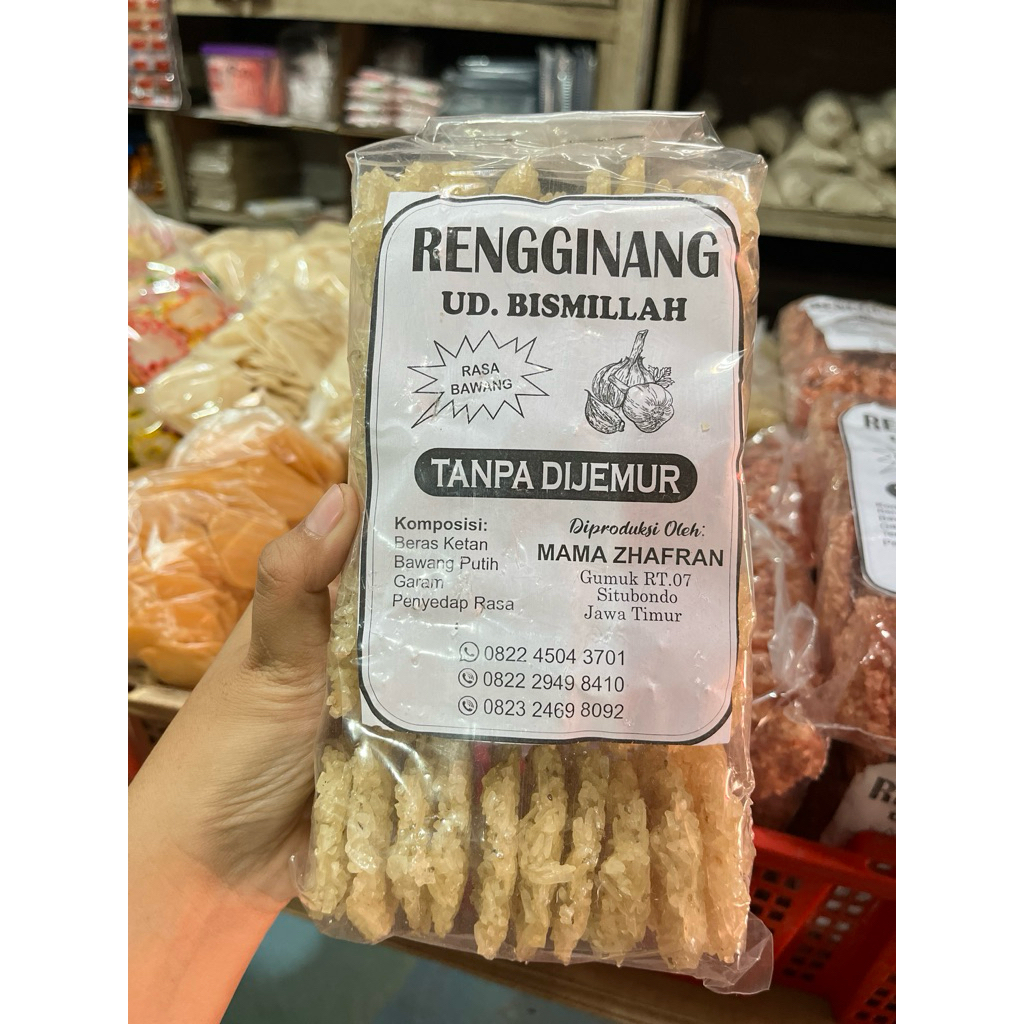 RENGGINANG
UD. BISMILLAH
RASA
BAWANG
TANPA DIJEMUR
Komposisi:
Beras Ketan
Bawang Putih
Garam
Penyedap Rasa
Diproduksi Oleh:
MAMA ZHAFRAN
Gumuk RT.07
Situbondo
Jawa Timur
0822 4504 3701
0822 2949 8410
0823 2469 8092